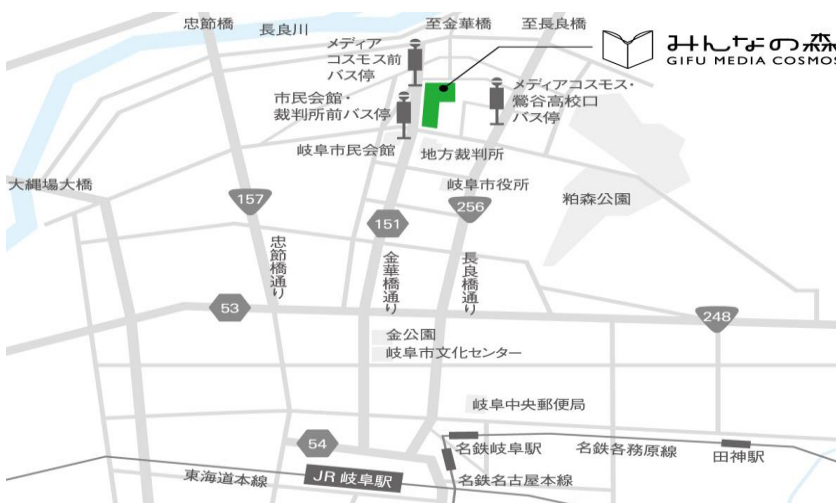 忠節橋
長良川
至金華橋
至長良橋
メディア
コスモス前
バス停
みんなの森
GIFU MEDIA COSMOS
メディアコスモス・
鶯谷高校口
バス停
市民会館・
裁判所前バス停
岐阜市民会館
地方裁判所
大縄場大橋
岐阜市役所
粕森公園
157
151
256
忠節橋通り
金華橋通り
長良橋通り
53
248
金公園
岐阜市文化センター
岐阜中央郵便局
54
名鉄岐阜駅
名鉄各務原線
田神駅
東海道本線
JR 岐阜駅
名鉄名古屋本線